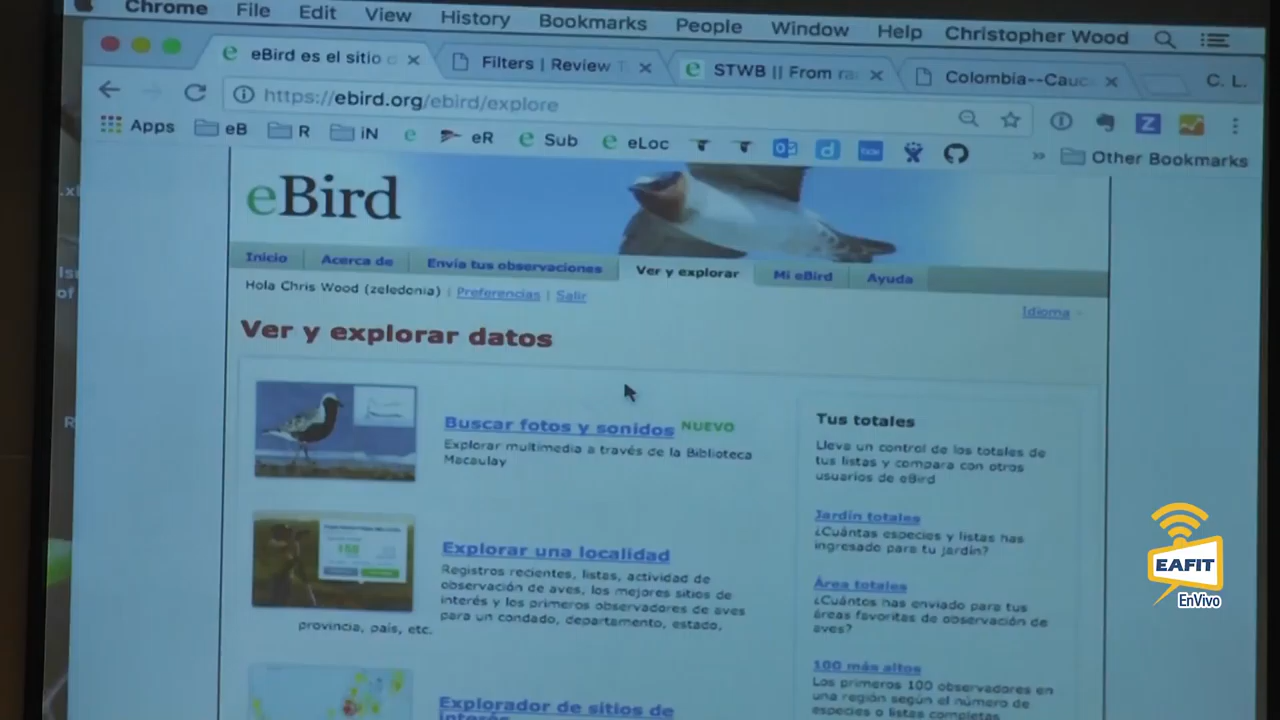 Chrome File Edit View History Bookmarks People Window Help Christopher Wood
eBird es el sitio
Filters | Review T
STWB || From ra
Colombia--Cauc
C. L.
https://ebird.org/ebird/explore
Apps eB R iN eR Sub eLoc
Other Bookmarks
eBird
Inicio Acerca de Envía tus observaciones Ver y explorar Mi eBird Ayuda
Hola Chris Wood (zeledonia) | Preferencias | Salir
Idioma
Ver y explorar datos
Buscar fotos y sonidos NUEVO
Explorar multimedia a través de la Biblioteca
Macaulay
Explorar una localidad
Registros recientes, listas, actividad de
observación de aves, los mejores sitios de
interés y los primeros observadores de aves
para un condado, departamento, estado,
provincia, país, etc.
Explorador de sitios de
interés
Tus totales
Lleve un control de los totales de
tus listas y compara con otros
usuarios de eBird
Jardín totales
¿Cuántas especies y listas has
ingresado para tu jardín?
Área totales
¿Cuántos has enviado para tus
áreas favoritas de observación de
aves?
100 más altos
Los primeros 100 observadores en
una región según el número de
especies o listas completas
EAFIT
EnVivo